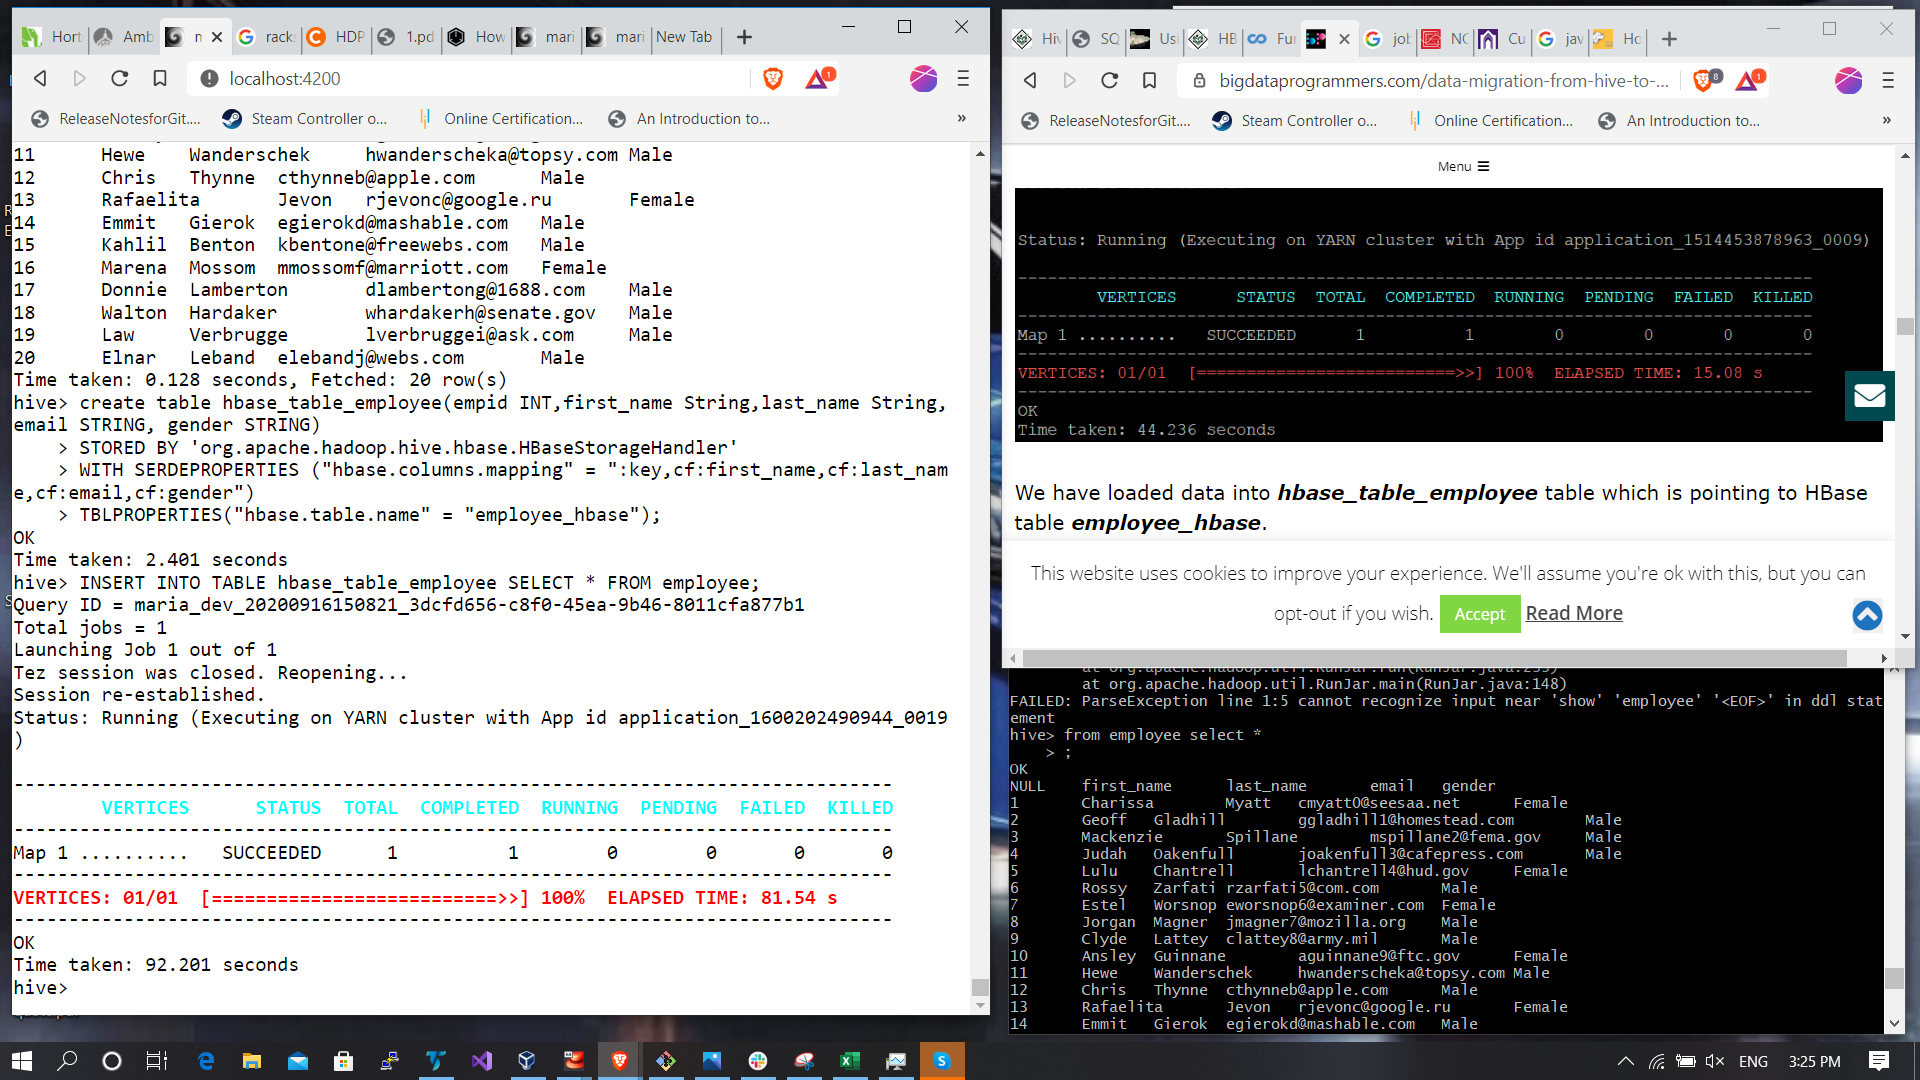 Hort
Amb
n
rack
HDP
1.pd
How
mari
mari
New Tab
localhost:4200
1
ReleaseNotesforGit....
Steam Controller o...
Online Certification...
An Introduction to...
»
11 Hewe Wanderschek hwanderscheka@topsy.com Male
12 Chris Thynne cthynneb@apple.com Male
13 Rafaelita Jevon rjevonc@google.ru Female
14 Emmit Gierok egierokd@mashable.com Male
15 Kahlil Benton kbentone@freewebs.com Male
16 Marena Mossom mmossomf@marriott.com Female
17 Donnie Lamberton dlambertong@1688.com Male
18 Walton Hardaker whardakerh@senate.gov Male
19 Law Verbrugge lverbruggei@ask.com Male
20 Elnar Leband elebandj@webs.com Male
Time taken: 0.128 seconds, Fetched: 20 row(s)
hive> create table hbase_table_employee(empid INT,first_name String,last_name String,
email STRING, gender STRING)
> STORED BY 'org.apache.hadoop.hive.hbase.HBaseStorageHandler'
> WITH SERDEPROPERTIES ("hbase.columns.mapping" = ":key,cf:first_name,cf:last_nam
e,cf:email,cf:gender")
> TBLPROPERTIES("hbase.table.name" = "employee_hbase");
OK
Time taken: 2.401 seconds
hive> INSERT INTO TABLE hbase_table_employee SELECT * FROM employee;
Query ID = maria_dev_20200916150821_3dcfd656-c8f0-45ea-9b46-8011cfa877b1
Total jobs = 1
Launching Job 1 out of 1
Tez session was closed. Reopening...
Session re-established.
Status: Running (Executing on YARN cluster with App id application_1600202490944_0019
)
--------------------------------------------------------------------------------
VERTICES STATUS TOTAL COMPLETED RUNNING PENDING FAILED KILLED
--------------------------------------------------------------------------------
Map 1 .......... SUCCEEDED 1 1 0 0 0 0
--------------------------------------------------------------------------------
VERTICES: 01/01 [==========================>>] 100% ELAPSED TIME: 81.54 s
--------------------------------------------------------------------------------
OK
Time taken: 92.201 seconds
hive>
Hiv
SQ
Usi
HB
Fur
job
NO
Cu
jav
Ho
bigdataprogrammers.com/data-migration-from-hive-to-...
8
1
ReleaseNotesforGit....
Steam Controller o...
Online Certification...
An Introduction to...
»
Menu
Status: Running (Executing on YARN cluster with App id application_1514453878963_0009)
--------------------------------------------------------------------------------
VERTICES STATUS TOTAL COMPLETED RUNNING PENDING FAILED KILLED
--------------------------------------------------------------------------------
Map 1 .......... SUCCEEDED 1 1 0 0 0 0
--------------------------------------------------------------------------------
VERTICES: 01/01 [==========================>>] 100% ELAPSED TIME: 15.08 s
--------------------------------------------------------------------------------
OK
Time taken: 44.236 seconds
We have loaded data into hbase_table_employee table which is pointing to HBase
table employee_hbase.
This website uses cookies to improve your experience. We'll assume you're ok with this, but you can
opt-out if you wish. Accept Read More
at org.apache.hadoop.util.RunJar.run(RunJar.java:233)
at org.apache.hadoop.util.RunJar.main(RunJar.java:148)
FAILED: ParseException line 1:5 cannot recognize input near 'show' 'employee' '<EOF>' in ddl stat
ement
hive> from employee select *
> ;
OK
NULL first_name last_name email gender
1 Charissa Myatt cmyatt0@seesaa.net Female
2 Geoff Gladhill ggladhill1@homestead.com Male
3 Mackenzie Spillane mspillane2@fema.gov Male
4 Judah Oakenfull joakenfull3@cafepress.com Male
5 Lulu Chantrell lchantrell4@hud.gov Female
6 Rossy Zarfati rzarfati5@com.com Male
7 Estel Worsnop eworsnop6@examiner.com Female
8 Jorgan Magner jmagner7@mozilla.org Male
9 Clyde Lattey clattey8@army.mil Male
10 Ansley Guinnane aguinnane9@ftc.gov Female
11 Hewe Wanderschek hwanderscheka@topsy.com Male
12 Chris Thynne cthynneb@apple.com Male
13 Rafaelita Jevon rjevonc@google.ru Female
14 Emmit Gierok egierokd@mashable.com Male
ENG
3:25 PM